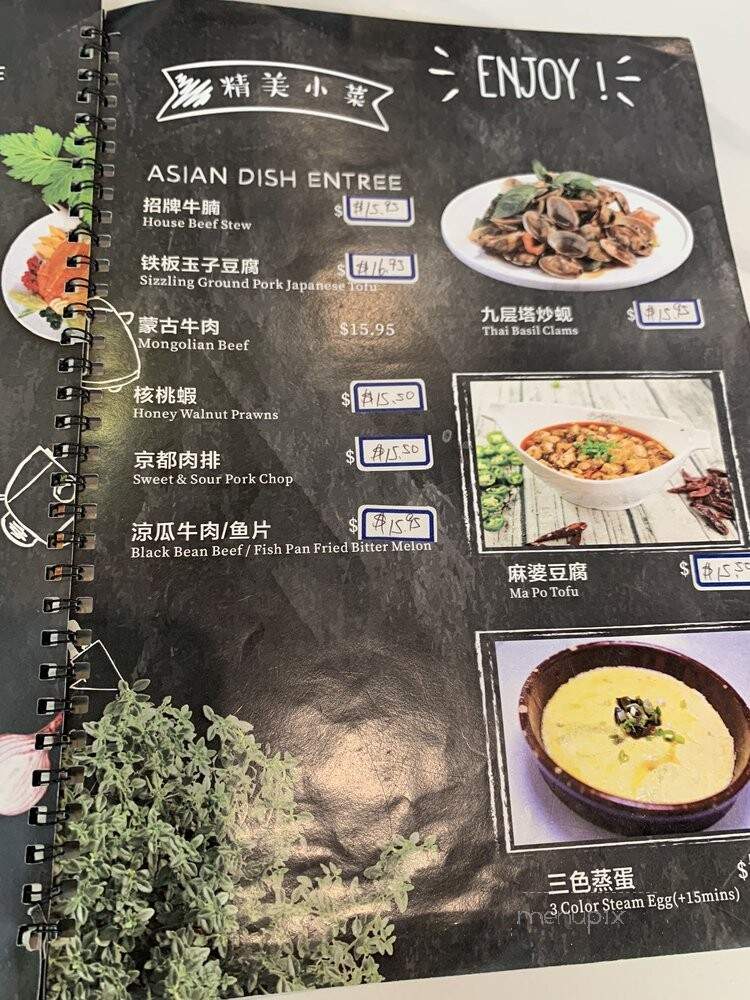 精美小菜
ENJOY!
ASIAN DISH ENTREE
招牌牛腩 $ $15.95
House Beef Stew
铁板玉子豆腐 $ $16.95
Sizzling Ground Pork Japanese Tofu
蒙古牛肉 $15.95
Mongolian Beef
核桃蝦 $ $15.50
Honey Walnut Prawns
京都肉排 $ $15.50
Sweet & Sour Pork Chop
涼瓜牛肉/鱼片 $ $15.95
Black Bean Beef / Fish Pan Fried Bitter Melon
九层塔炒蚬 $ $15.95
Thai Basil Clams
麻婆豆腐 $ $15.50
Ma Po Tofu
三色蒸蛋 $
3 Color Steam Egg(+15mins)
menupix